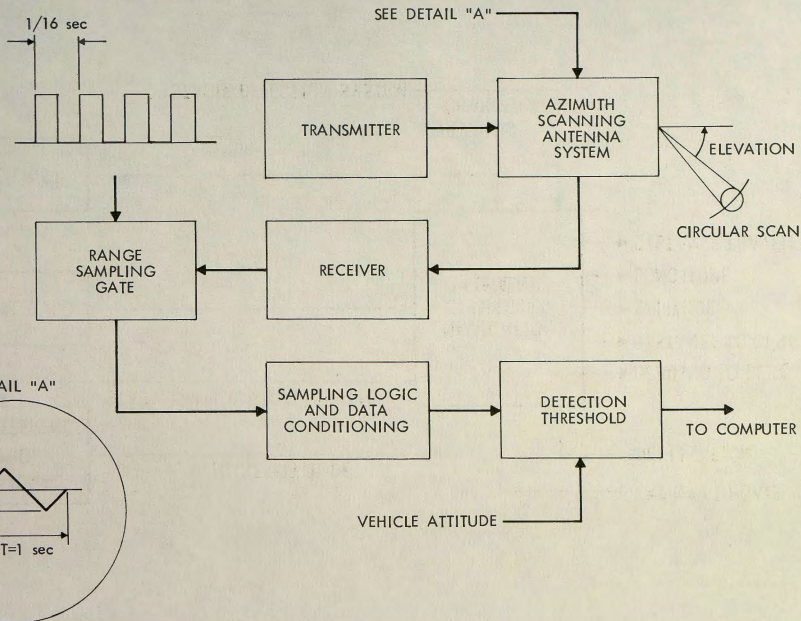 1/16 sec
SEE DETAIL "A"
TRANSMITTER
AZIMUTH
SCANNING
ANTENNA
SYSTEM
ELEVATION
CIRCULAR SCAN
RANGE
SAMPLING
GATE
RECEIVER
SAMPLING LOGIC
AND DATA
CONDITIONING
DETECTION
THRESHOLD
TO COMPUTER
VEHICLE ATTITUDE
"A"
T=1 sec